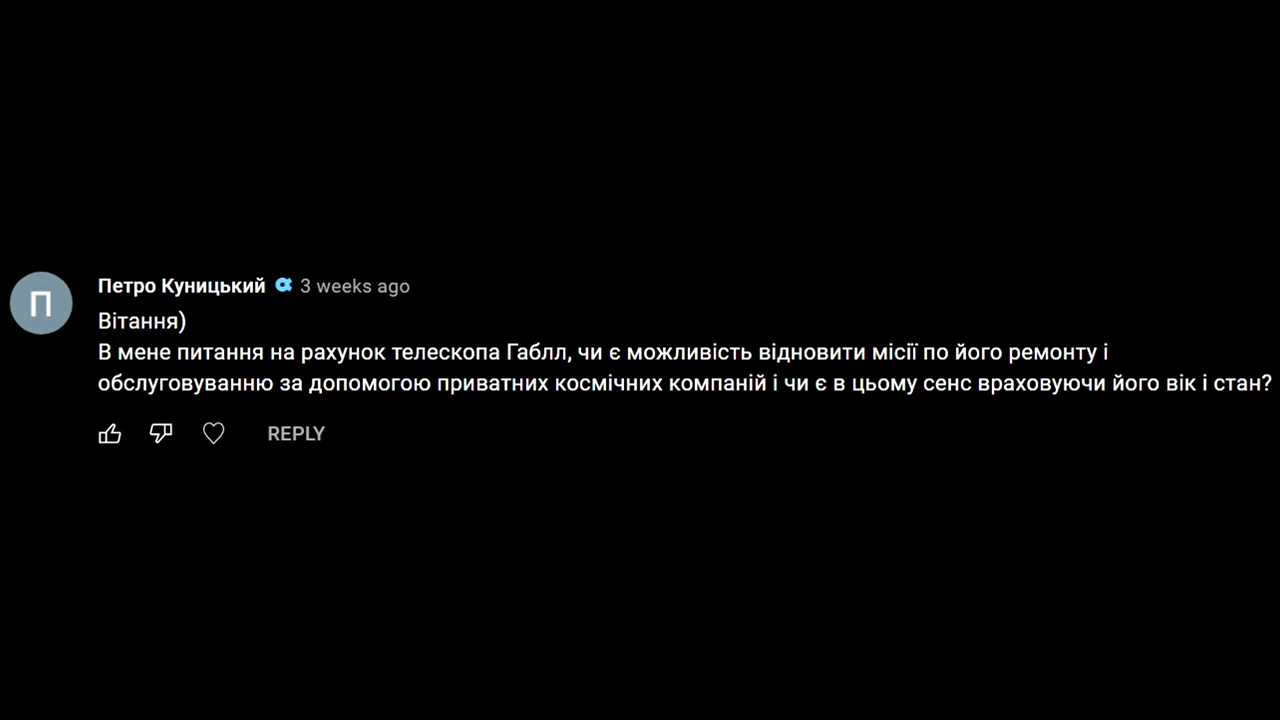 П
Петро Куницький 3 weeks ago
Вітання)
В мене питання на рахунок телескопа Габлл, чи є можливість відновити місії по його ремонту і
обслуговуванню за допомогою приватних космічних компаній і чи є в цьому сенс враховуючи його вік і стан?
REPLY